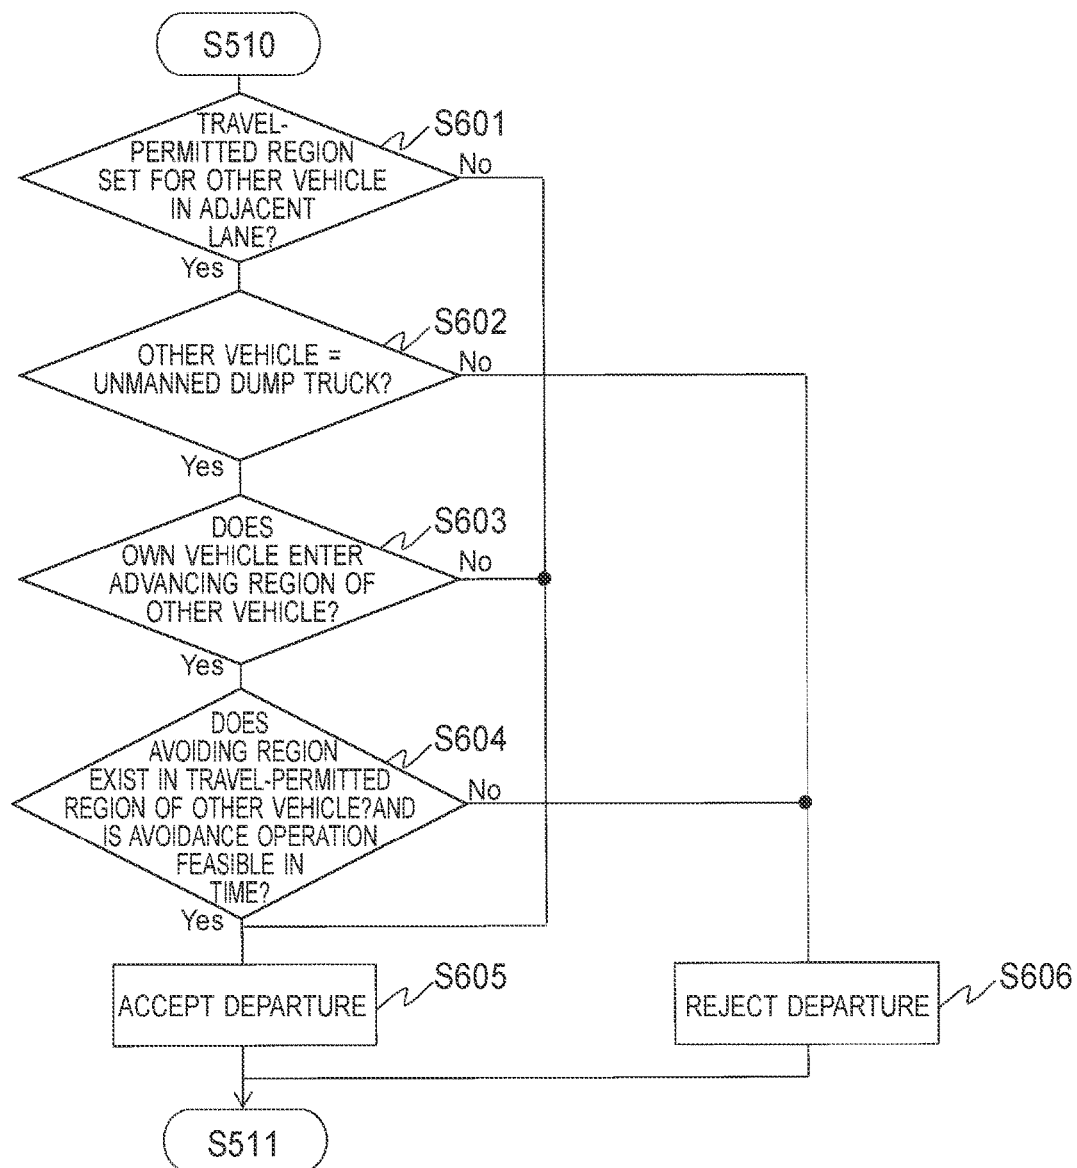 S510
TRAVEL-
PERMITTED REGION
SET FOR OTHER VEHICLE
IN ADJACENT
LANE?
S601
No
Yes
OTHER VEHICLE =
UNMANNED DUMP TRUCK?
S602
No
Yes
DOES
OWN VEHICLE ENTER
ADVANCING REGION OF
OTHER VEHICLE?
S603
No
Yes
DOES
AVOIDING REGION
EXIST IN TRAVEL-PERMITTED
REGION OF OTHER VEHICLE?AND
IS AVOIDANCE OPERATION
FEASIBLE IN
TIME?
S604
No
Yes
ACCEPT DEPARTURE
S605
REJECT DEPARTURE
S606
S511